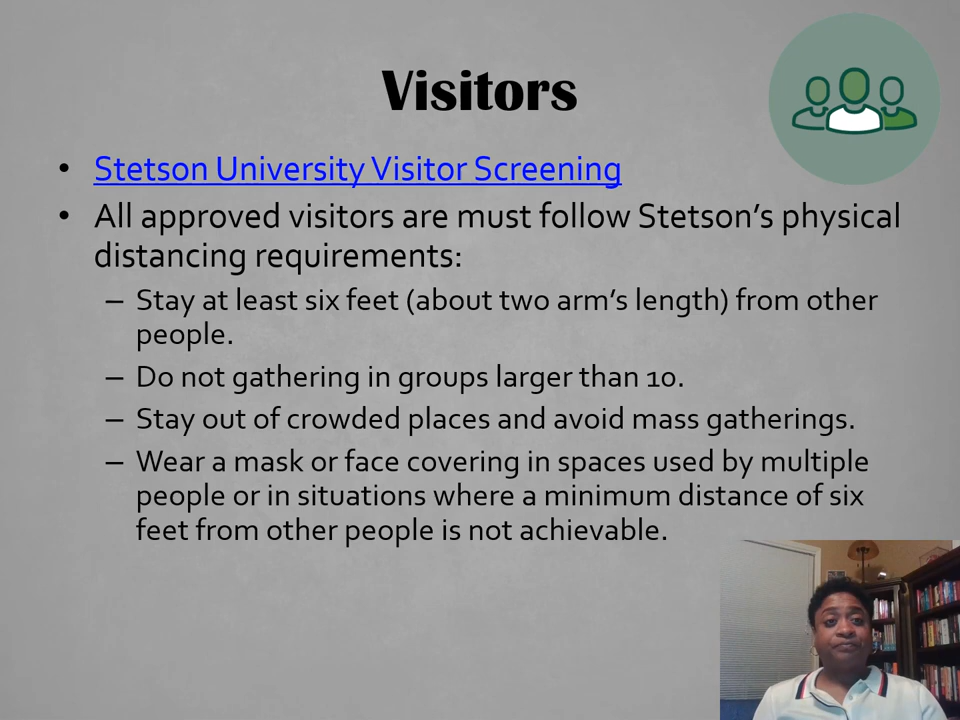 Visitors
• Stetson University Visitor Screening
• All approved visitors are must follow Stetson’s physical
distancing requirements:
– Stay at least six feet (about two arm’s length) from other
people.
– Do not gathering in groups larger than 10.
– Stay out of crowded places and avoid mass gatherings.
– Wear a mask or face covering in spaces used by multiple
people or in situations where a minimum distance of six
feet from other people is not achievable.